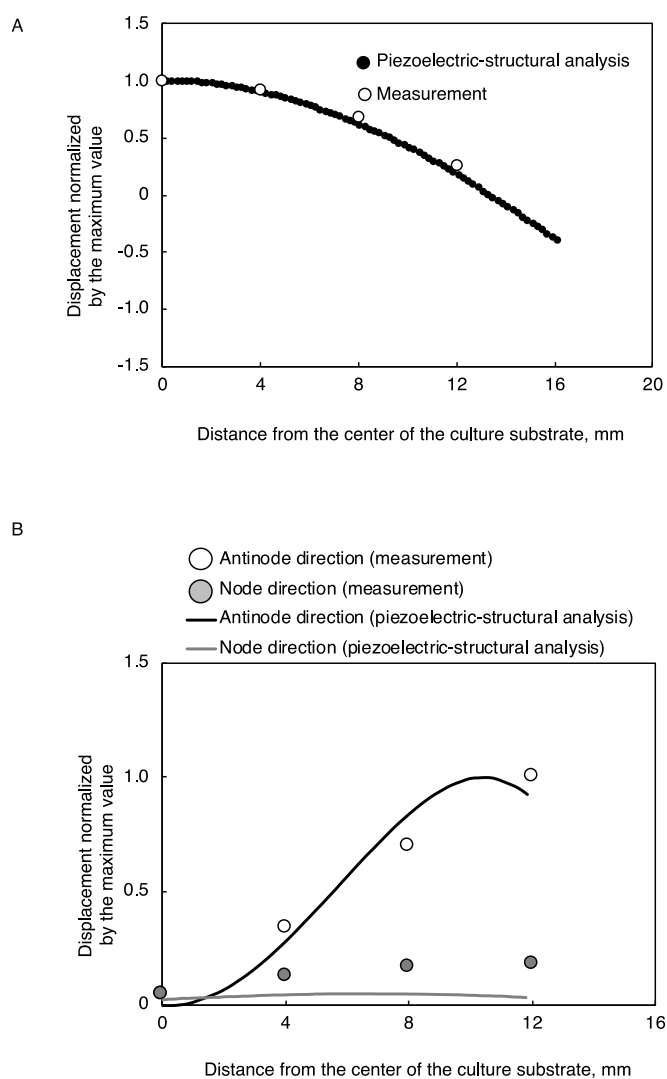 A
1.5
1.0
0.5
0
-0.5
-1.0
-1.5
Displacement normalized
by the maximum value
Piezoelectric-structural analysis
Measurement
0 4 8 12 16 20
Distance from the center of the culture substrate, mm
B
Antinode direction (measurement)
Node direction (measurement)
Antinode direction (piezoelectric-structural analysis)
Node direction (piezoelectric-structural analysis)
1.5
1.0
0.5
0
Displacement normalized
by the maximum value
0 4 8 12 16
Distance from the center of the culture substrate, mm